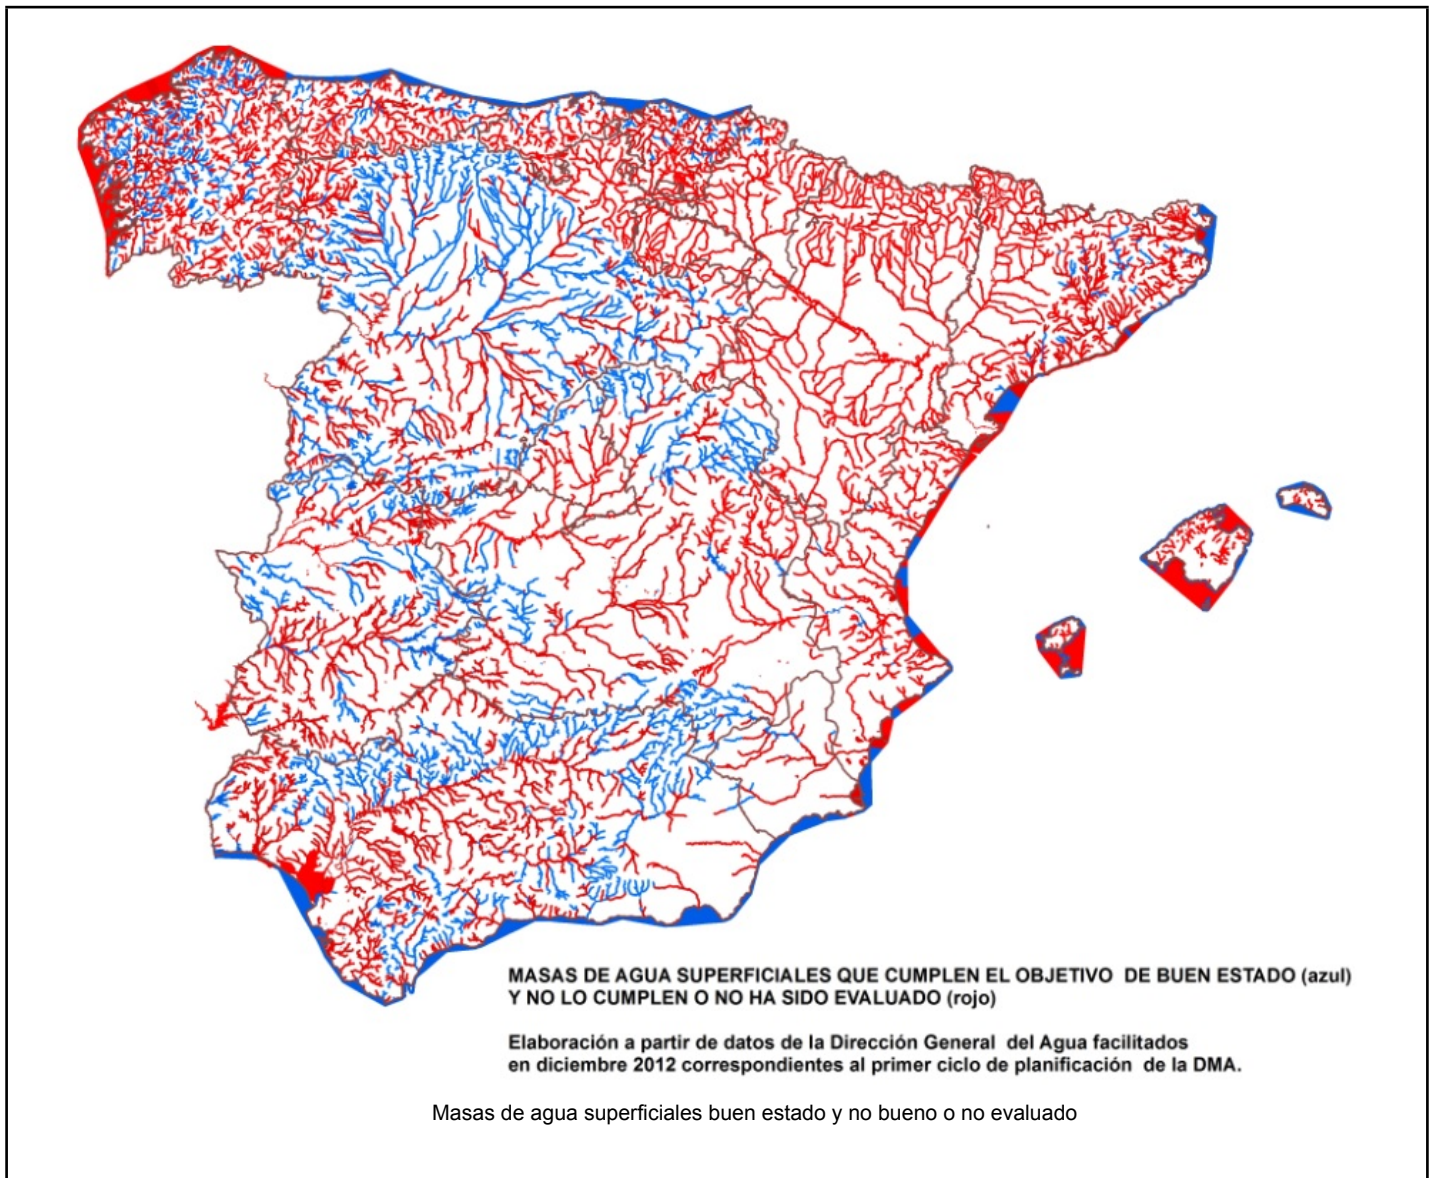 MASAS DE AGUA SUPERFICIALES QUE CUMPLEN EL OBJETIVO DE BUEN ESTADO (azul)
Y NO LO CUMPLEN O NO HA SIDO EVALUADO (rojo)
Elaboración a partir de datos de la Dirección General del Agua facilitados
en diciembre 2012 correspondientes al primer ciclo de planificación de la DMA.
Masas de agua superficiales buen estado y no bueno o no evaluado